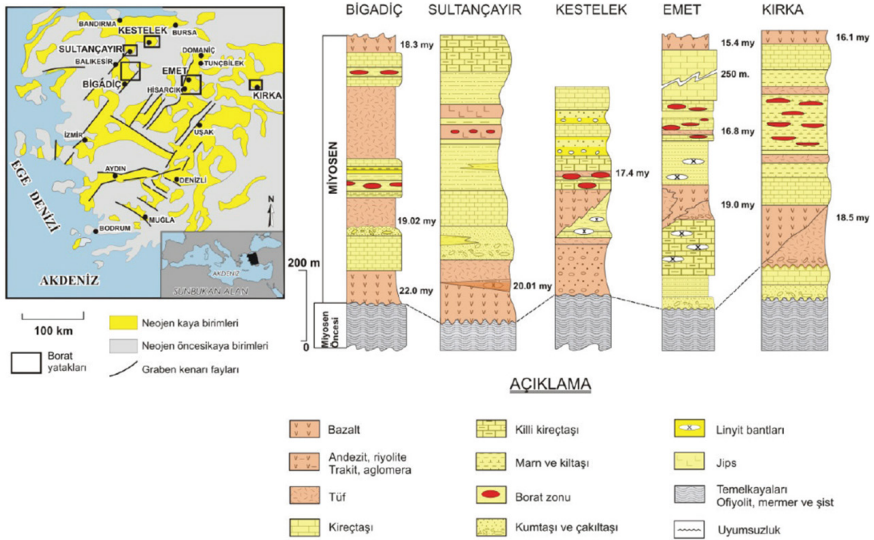 BANDIRMA
BURSA
KESTELEK
SULTANÇAYIR
DOMANİÇ
BALIKESİR
TUNÇBİLEK
EMET
BİGADİÇ
HİSARCIK
KIRKA
İZMİR
UŞAK
AYDIN
DENİZLİ
EGE DENİZİ
MUĞLA
N
BODRUM
AKDENİZ
AKDENİZ
SUNBUKAN ALAN
100 km
Neojen kaya birimleri
Neojen öncesikaya birimleri
Borat
yatakları
Graben kenarı fayları
BİGADİÇ
SULTANÇAYIR
KESTELEK
EMET
KIRKA
18.3 my
15.4 my
16.1 my
250 m.
16.8 my
17.4 my
MİYOSEN
19.02 my
19.0 my
18.5 my
200 m
22.0 my
20.01 my
Miyosen
Öncesi
0
AÇIKLAMA
Bazalt
Andezit, riyolite
Trakit, aglomera
Tüf
Kireçtaşı
Killi kireçtaşı
Marn ve kiltaşı
Borat zonu
Kumtaşı ve çakıltaşı
Linyit bantları
Jips
Temelkayaları
Ofiyolit, mermer ve şist
Uyumsuzluk